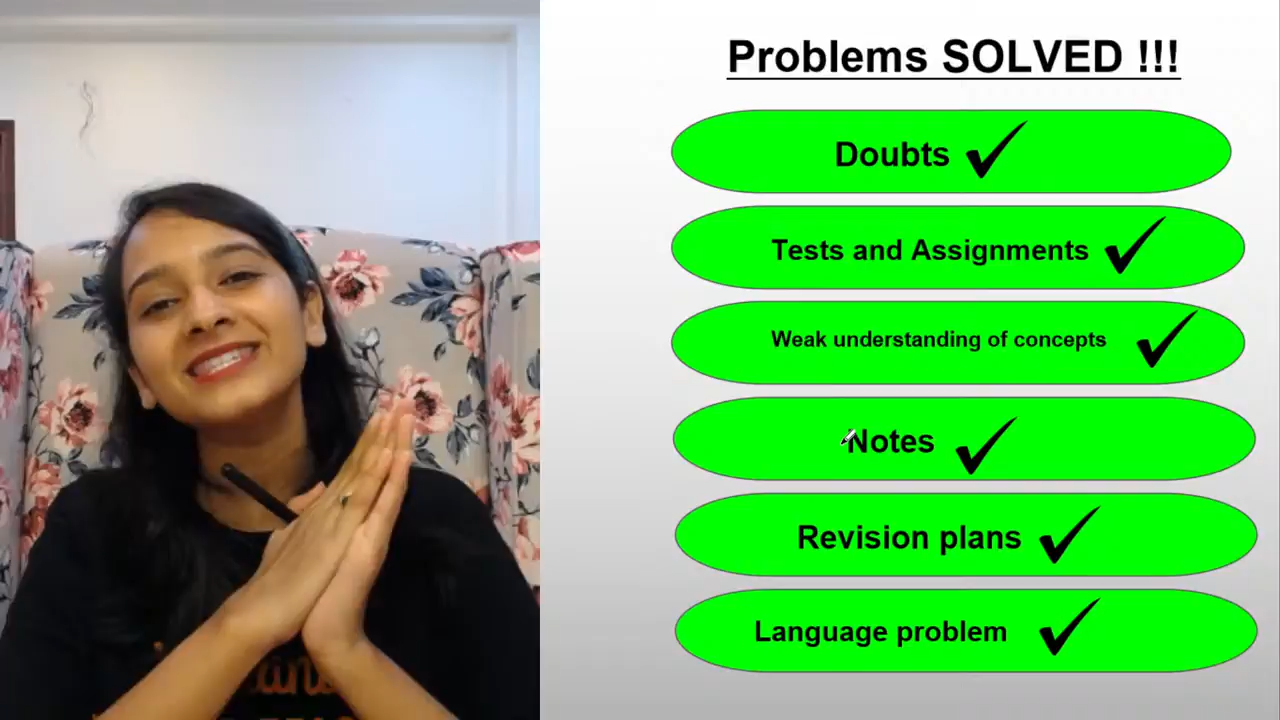 Problems SOLVED !!!
Doubts
Tests and Assignments
Weak understanding of concepts
Notes
Revision plans
Language problem